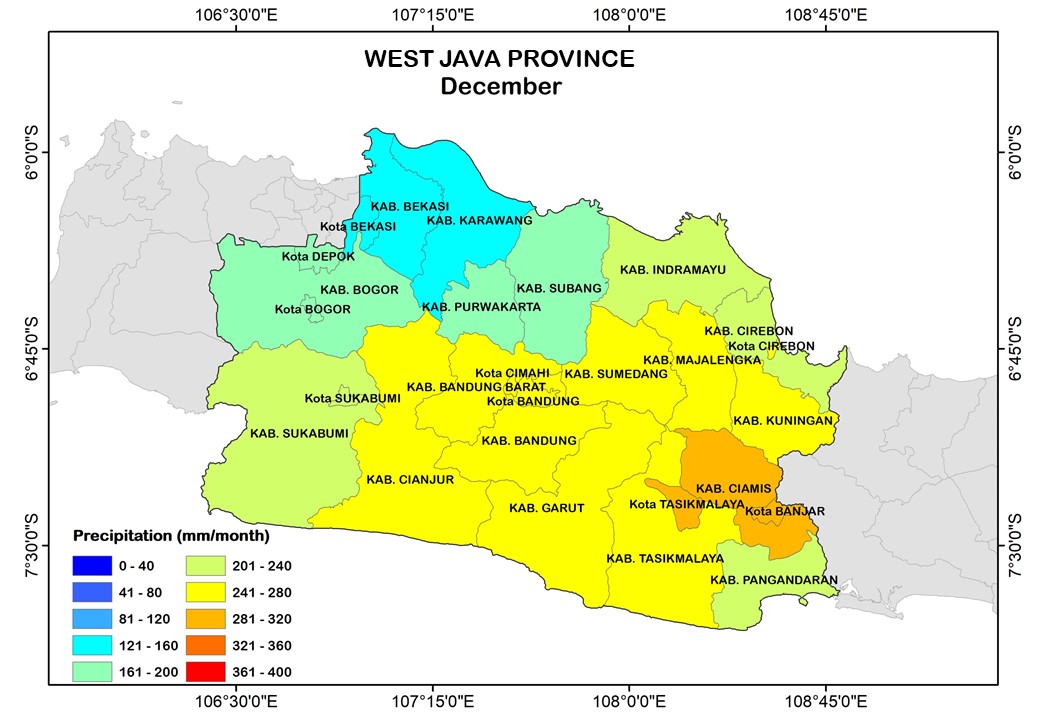 106°30'0"E 107°15'0"E 108°0'0"E 108°45'0"E
WEST JAVA PROVINCE
December
6°0'0"S 6°0'0"S
KAB. BEKASI
KAB. KARAWANG
Kota BEKASI
Kota DEPOK
KAB. INDRAMAYU
KAB. BOGOR
KAB. SUBANG
Kota BOGOR
KAB. PURWAKARTA
KAB. CIREBON
Kota CIREBON
6°45'0"S 6°45'0"S
KAB. MAJALENGKA
Kota CIMAHI
KAB. SUMEDANG
KAB. BANDUNG BARAT
Kota SUKABUMI
Kota BANDUNG
KAB. KUNINGAN
KAB. SUKABUMI
KAB. BANDUNG
KAB. CIANJUR
KAB. CIAMIS
Kota TASIKMALAYA
KAB. GARUT
Kota BANJAR
7°30'0"S 7°30'0"S
KAB. TASIKMALAYA
KAB. PANGANDARAN
Precipitation (mm/month)
0 - 40 201 - 240
41 - 80 241 - 280
81 - 120 281 - 320
121 - 160 321 - 360
161 - 200 361 - 400
106°30'0"E 107°15'0"E 108°0'0"E 108°45'0"E